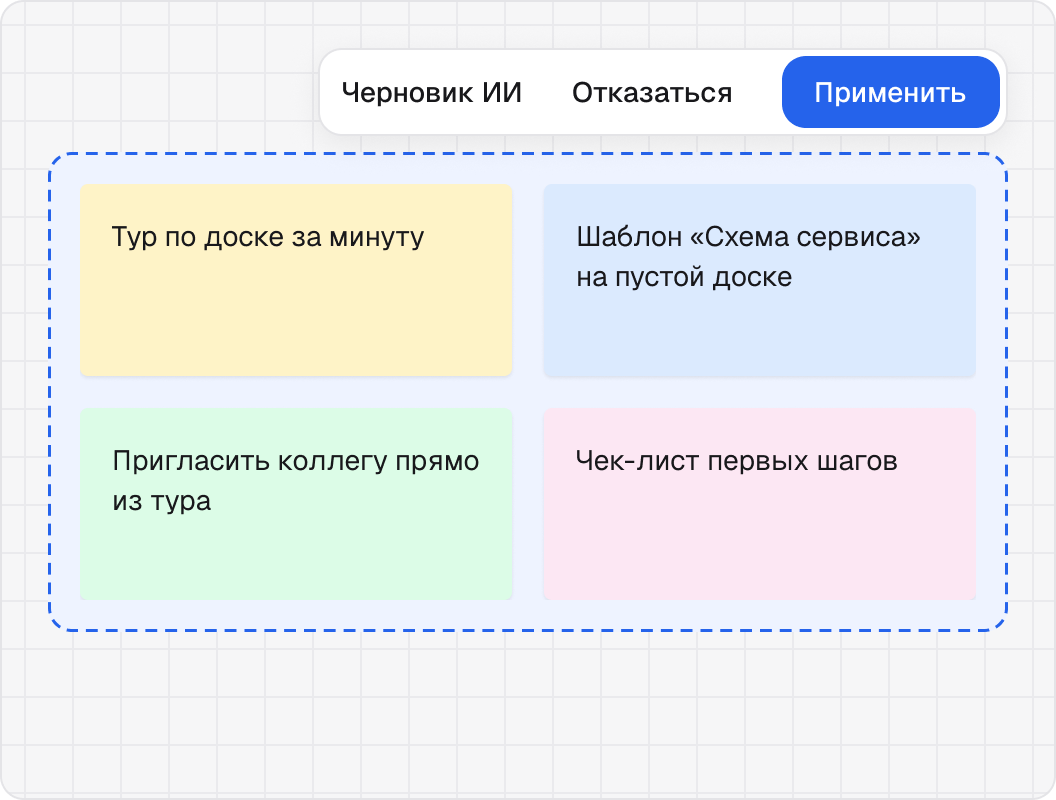 Черновик ИИ Отказаться Применить
Тур по доске за минуту
Шаблон «Схема сервиса»
на пустой доске
Пригласить коллегу прямо
из тура
Чек-лист первых шагов